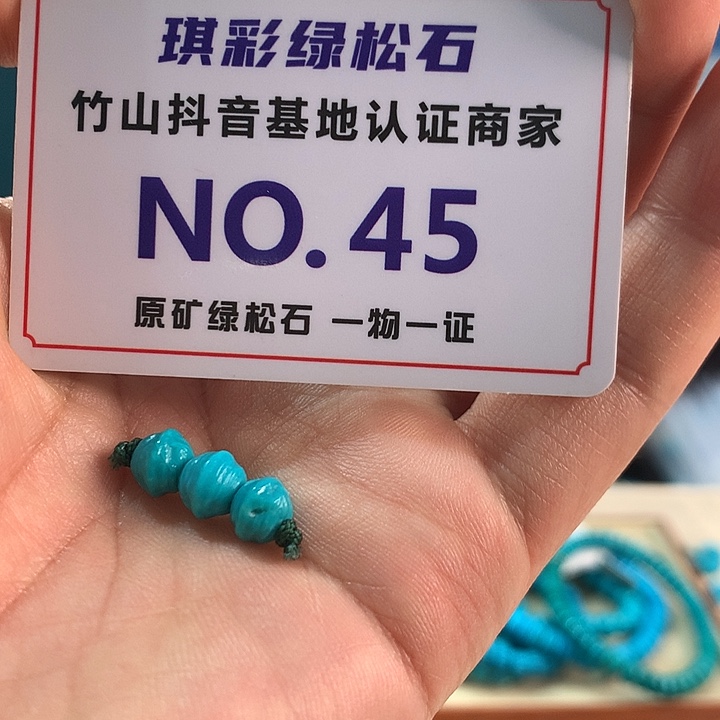 琪彩绿松石
竹山抖音基地认证商家
NO.45
原矿绿松石 一物一证